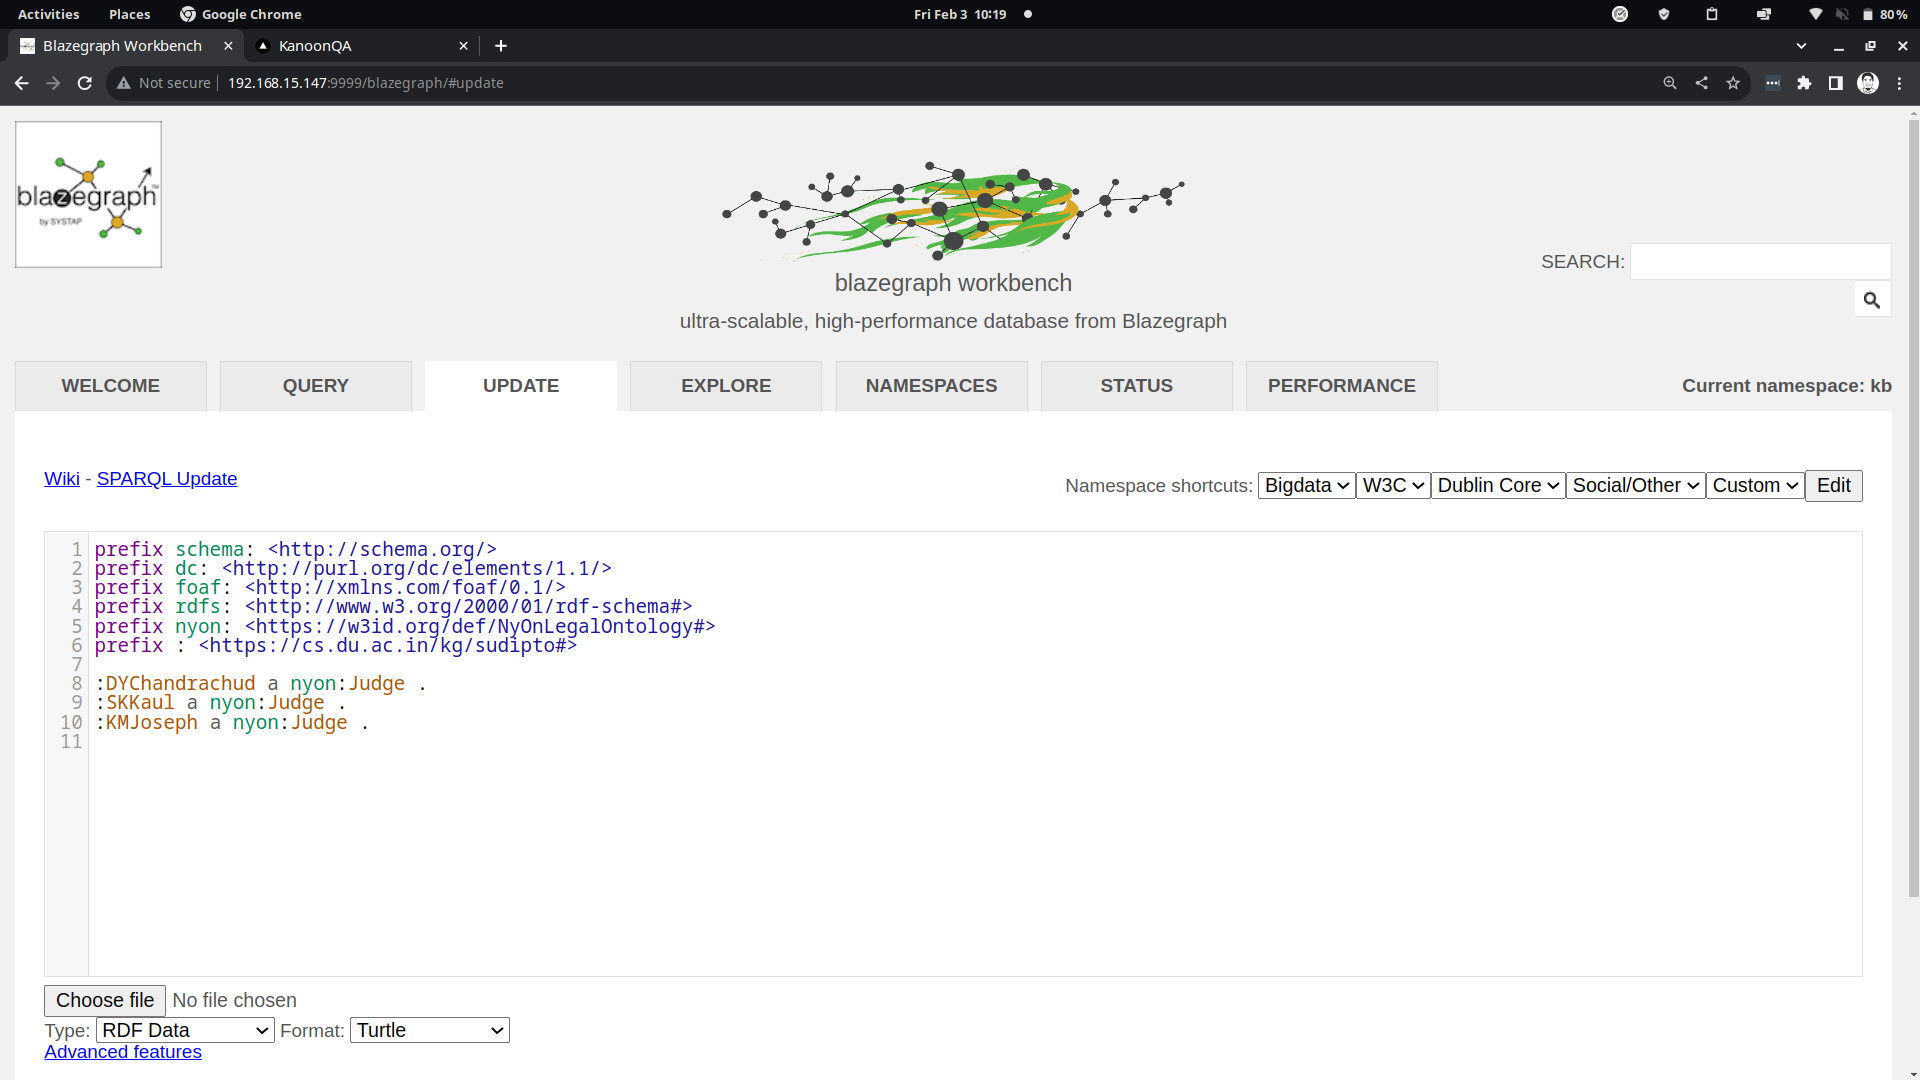 Activities Places Google Chrome Fri Feb 3 10:19 80%
Blazegraph Workbench KanoonQA
Not secure 192.168.15.147:9999/blazegraph/#update
blazegraph™
by SYSTAP
blazegraph workbench
ultra-scalable, high-performance database from Blazegraph
SEARCH:
WELCOME QUERY UPDATE EXPLORE NAMESPACES STATUS PERFORMANCE Current namespace: kb
Wiki - SPARQL Update Namespace shortcuts: Bigdata W3C Dublin Core Social/Other Custom Edit
1 prefix schema: <http://schema.org/>
2 prefix dc: <http://purl.org/dc/elements/1.1/>
3 prefix foaf: <http://xmlns.com/foaf/0.1/>
4 prefix rdfs: <http://www.w3.org/2000/01/rdf-schema#>
5 prefix nyon: <https://w3id.org/def/NyOnLegalOntology#>
6 prefix : <https://cs.du.ac.in/kg/sudipto#>
7
8 :DYChandrachud a nyon:Judge .
9 :SKKaul a nyon:Judge .
10 :KMJoseph a nyon:Judge .
11
Choose file No file chosen
Type: RDF Data Format: Turtle
Advanced features